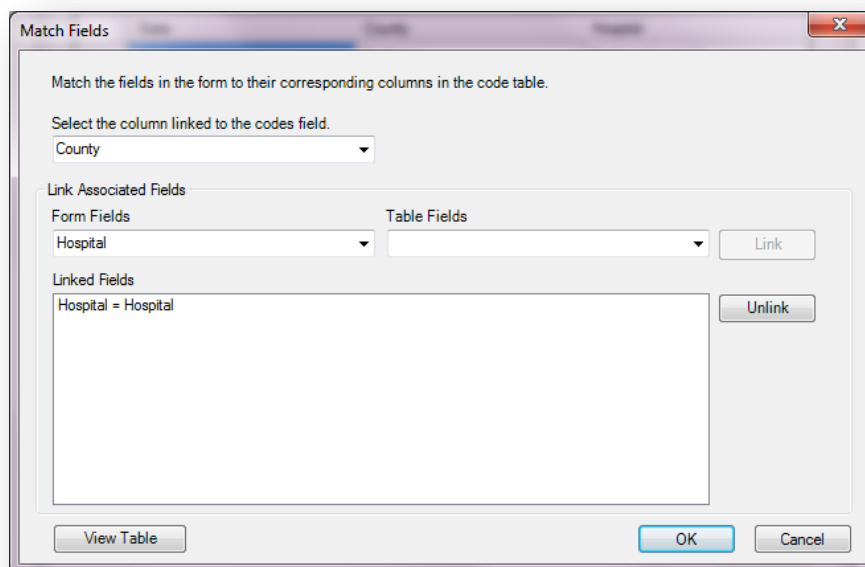 Match Fields
Match the fields in the form to their corresponding columns in the code table.
Select the column linked to the codes field.
County
Link Associated Fields
Form Fields Table Fields
Hospital Link
Linked Fields
Hospital = Hospital Unlink
View Table OK Cancel